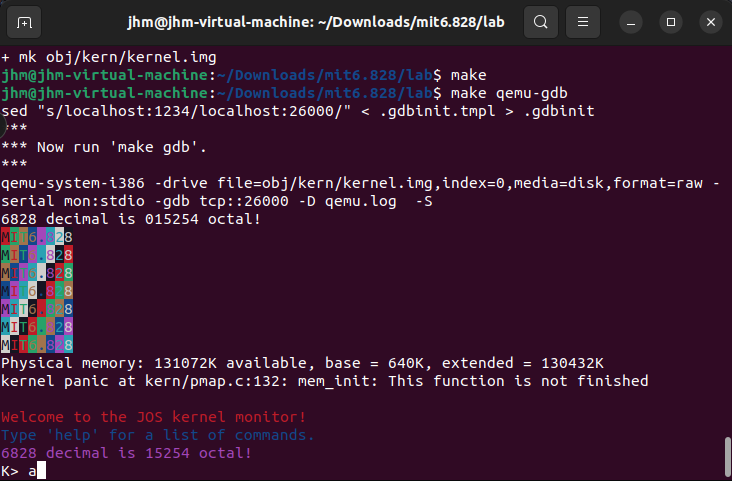 jhm@jhm-virtual-machine: ~/Downloads/mit6.828/lab
+ mk obj/kern/kernel.img
jhm@jhm-virtual-machine:~/Downloads/mit6.828/lab$ make
jhm@jhm-virtual-machine:~/Downloads/mit6.828/lab$ make qemu-gdb
sed "s/localhost:1234/localhost:26000/" < .gdbinit.tmpl > .gdbinit
***
*** Now run 'make gdb'.
***
qemu-system-i386 -drive file=obj/kern/kernel.img,index=0,media=disk,format=raw -
serial mon:stdio -gdb tcp::26000 -D qemu.log  -S
6828 decimal is 015254 octal!
MIT6.828
MIT6.828
MIT6.828
MIT6.828
MIT6.828
MIT6.828
MIT6.828
Physical memory: 131072K available, base = 640K, extended = 130432K
kernel panic at kern/pmap.c:132: mem_init: This function is not finished
Welcome to the JOS kernel monitor!
Type 'help' for a list of commands.
6828 decimal is 15254 octal!
K> a